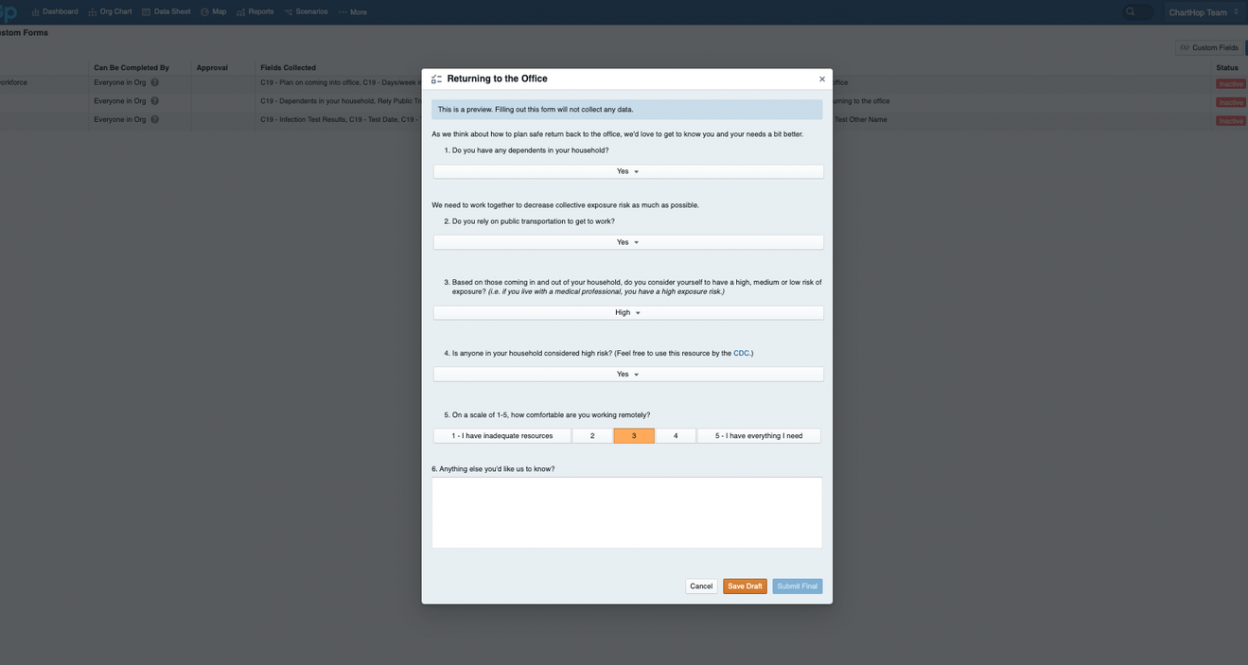 Dashboard
Org Chart
Data Sheet
Map
Reports
Scenarios
More
ChartHop Team
stom Forms
Custom Fields
Can Be Completed By
Approval
Fields Collected
Status
orkforce
Everyone in Org
C19 - Plan on coming into office, C19 - Days/week i
ffice
Inactive
Everyone in Org
C19 - Dependents in your household, Rely Public Tr
urning to the office
Inactive
Everyone in Org
C19 - Infection Test Results, C19 - Test Date, C19 -
Test Other Name
Inactive
Returning to the Office
×
This is a preview. Filling out this form will not collect any data.
As we think about how to plan safe return back to the office, we'd love to get to know you and your needs a bit better.
1. Do you have any dependents in your household?
Yes
We need to work together to decrease collective exposure risk as much as possible.
2. Do you rely on public transportation to get to work?
Yes
3. Based on those coming in and out of your household, do you consider yourself to have a high, medium or low risk of
exposure? (i.e. if you live with a medical professional, you have a high exposure risk.)
High
4. Is anyone in your household considered high risk? (Feel free to use this resource by the CDC.)
Yes
5. On a scale of 1-5, how comfortable are you working remotely?
1 - I have inadequate resources
2
3
4
5 - I have everything I need
6. Anything else you'd like us to know?
Cancel
Save Draft
Submit Final